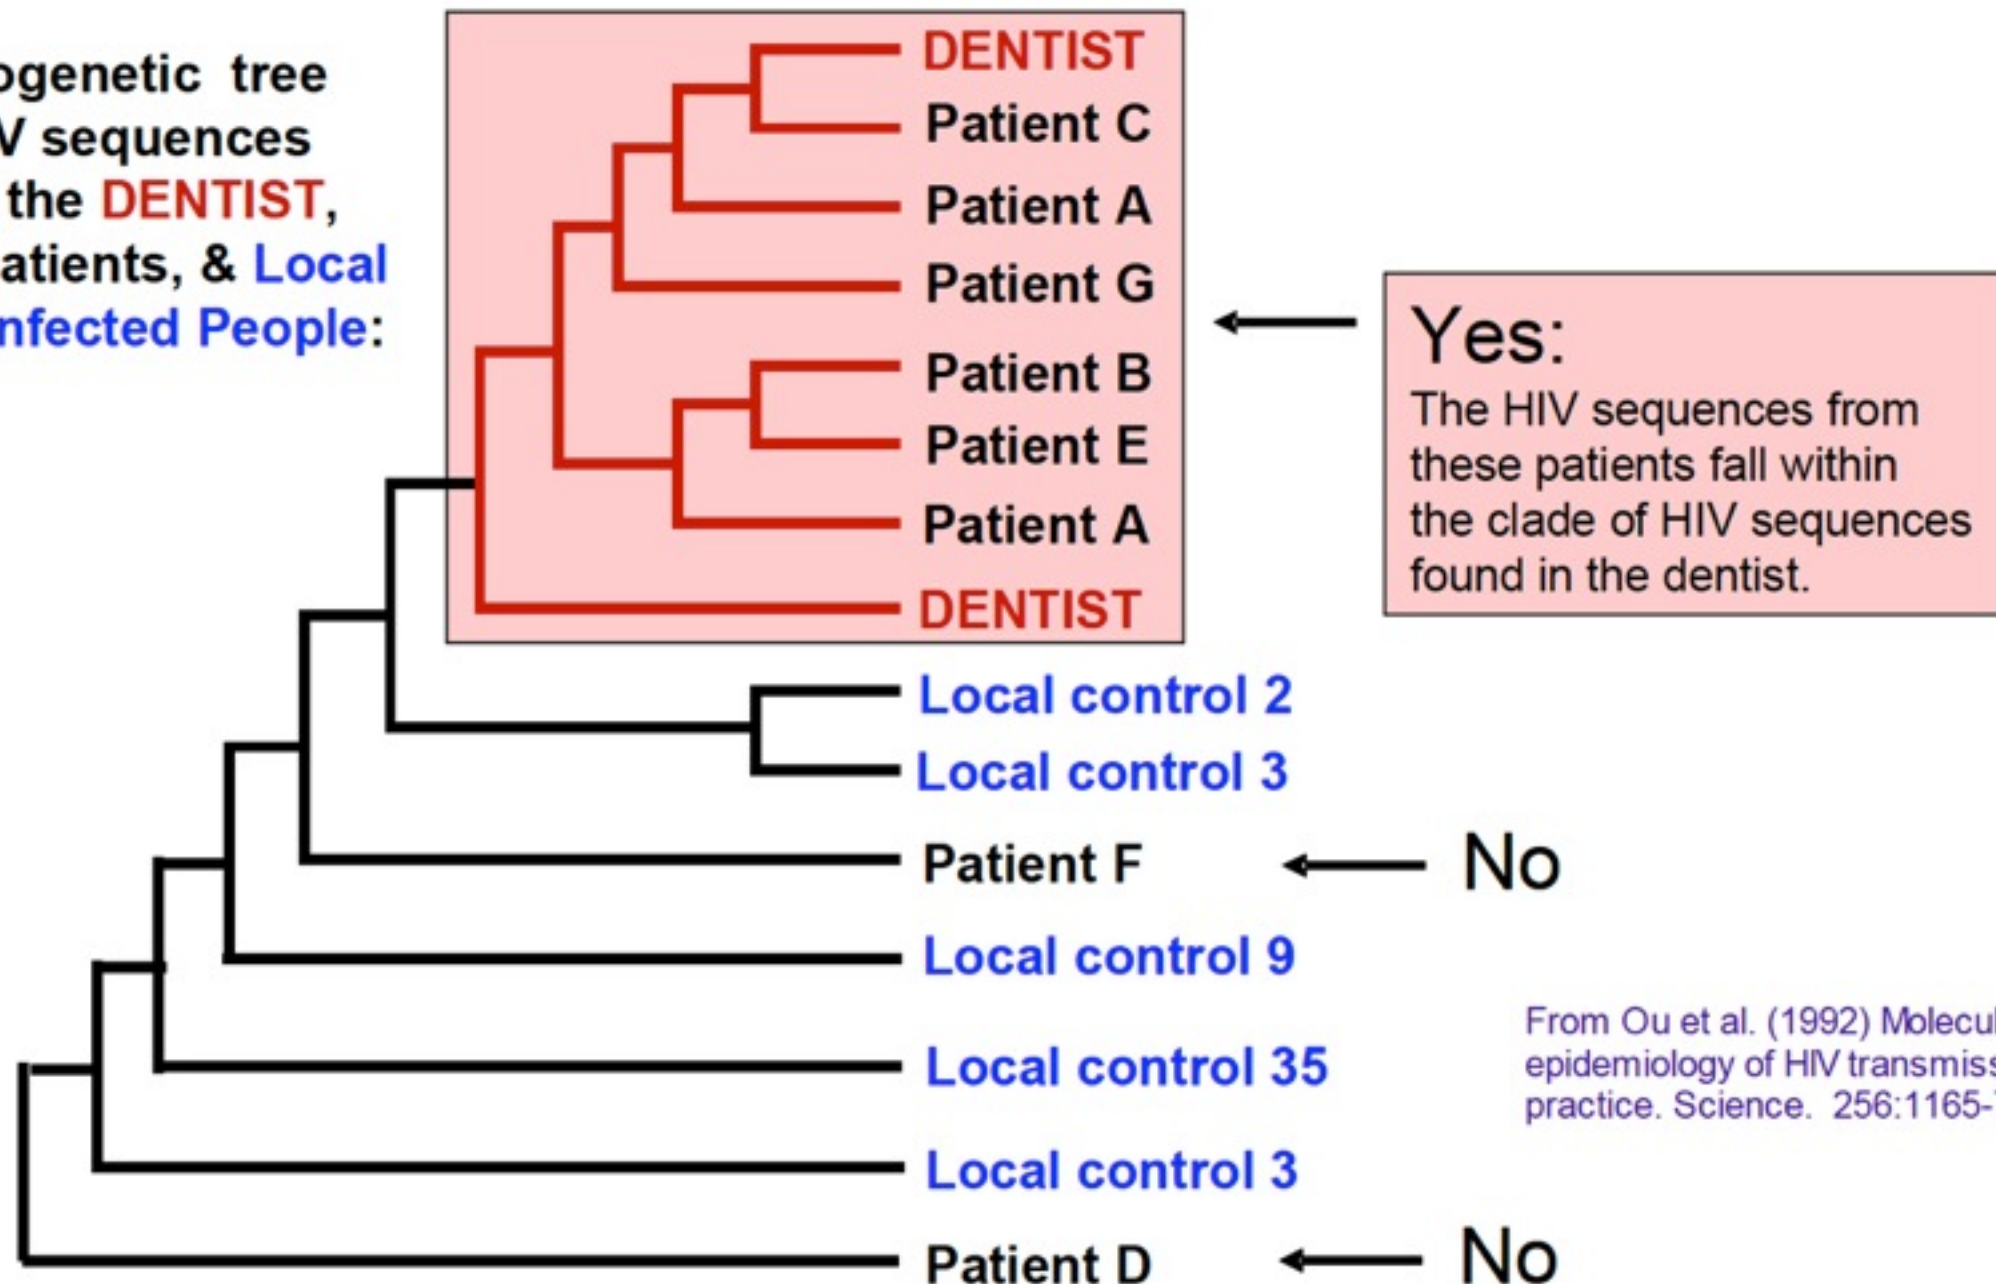 ogenetic tree
V sequences
the DENTIST,
atients, & Local
nfected People:
DENTIST
Patient C
Patient A
Patient G
Patient B
Patient E
Patient A
DENTIST
Yes:
The HIV sequences from
these patients fall within
the clade of HIV sequences
found in the dentist.
Local control 2
Local control 3
Patient F
No
Local control 9
Local control 35
Local control 3
Patient D
No
From Ou et al. (1992) Molecul
epidemiology of HIV transmiss
practice. Science. 256:1165-